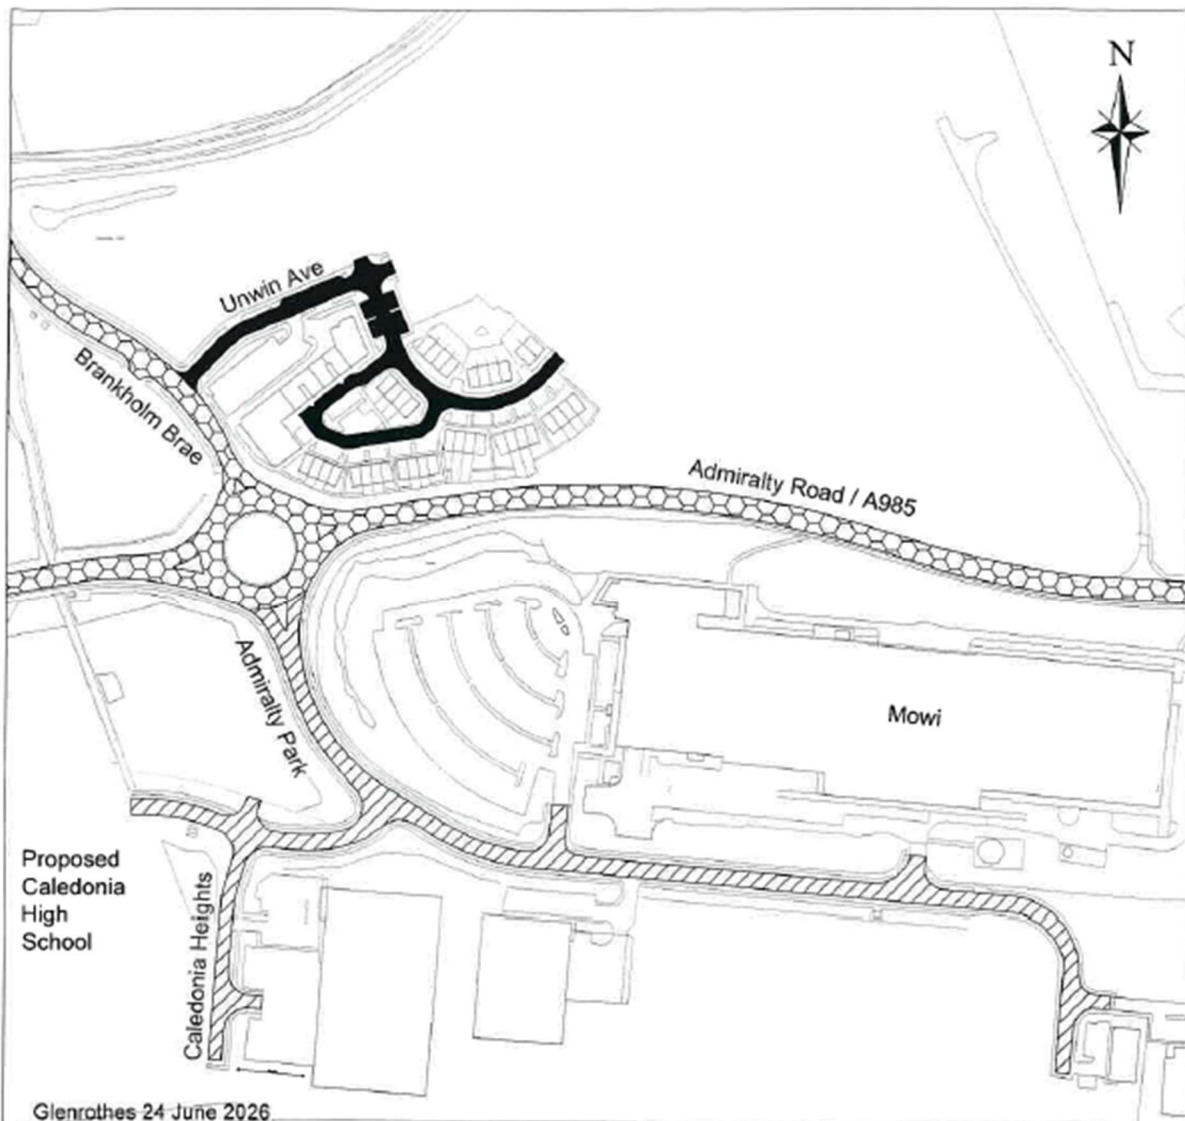 N
Unwin Ave
Brankholm Brae
Admiralty Road / A985
Admiralty Park
Mowi
Proposed
Caledonia
High
School
Caledonia Heights
Glenrothes 24 June 2026